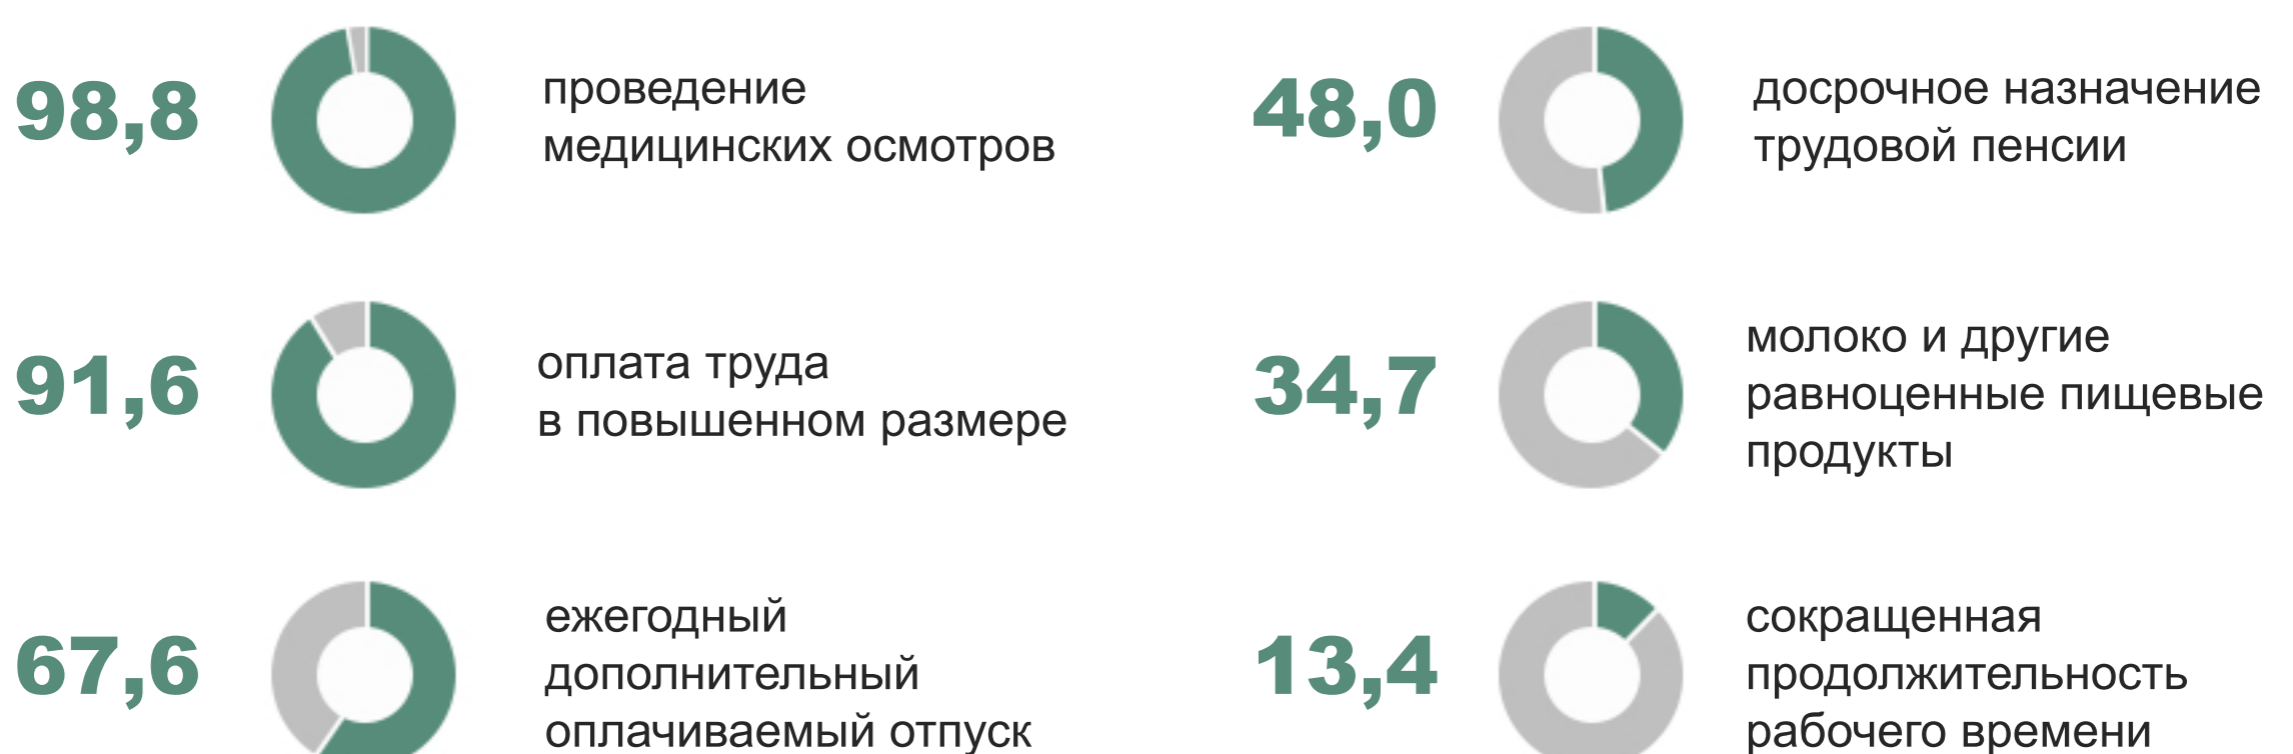 98,8
проведение
медицинских осмотров
48,0
досрочное назначение
трудовой пенсии
91,6
оплата труда
в повышенном размере
34,7
молоко и другие
равноценные пищевые
продукты
67,6
ежегодный
дополнительный
оплачиваемый отпуск
13,4
сокращенная
продолжительность
рабочего времени